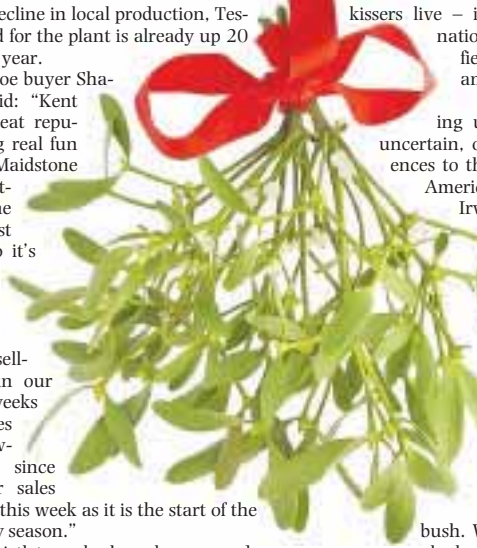 ecline in local production, Tes-
d for the plant is already up 20
year.
oe buyer Sha-
id: “Kent
eat repu-
g real fun
Maidstone
t-
ne
st
o it's
sell-
n our
weeks
es
w-
since
r sales
this week as it is the start of the
y season.”
kissers live – i
natio
fie
an
ing u
uncertain, o
ences to th
Americ
Irv
bush. W